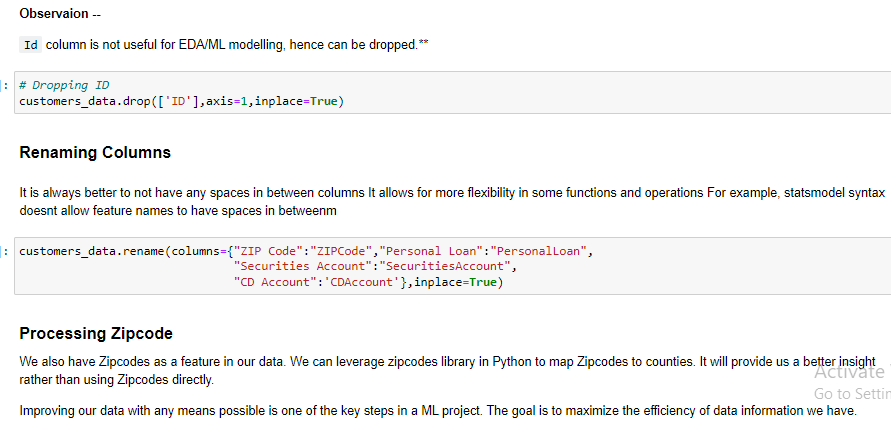 Observaion --
Id column is not useful for EDA/ML modelling, hence can be dropped.**
]: # Dropping ID
customers_data.drop(['ID'],axis=1,inplace=True)
Renaming Columns
It is always better to not have any spaces in between columns It allows for more flexibility in some functions and operations For example, statsmodel syntax
doesnt allow feature names to have spaces in betweenm
]: customers_data.rename(columns={"ZIP Code":"ZIPCode","Personal Loan":"PersonalLoan",
"Securities Account":"SecuritiesAccount",
"CD Account":'CDAccount'},inplace=True)
Processing Zipcode
We also have Zipcodes as a feature in our data. We can leverage zipcodes library in Python to map Zipcodes to counties. It will provide us a better insight
rather than using Zipcodes directly.
Activate
Go to Settin
Improving our data with any means possible is one of the key steps in a ML project. The goal is to maximize the efficiency of data information we have.